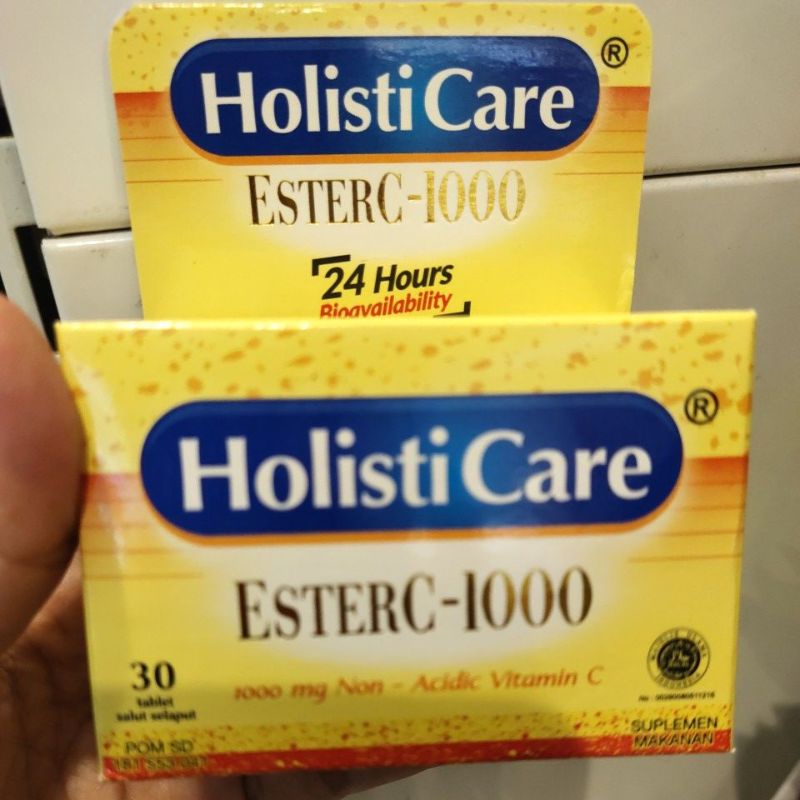 HolistiCare®
ESTERC-1000
24 Hours
Bioavailability
HolistiCare®
ESTERC-1000
1000 mg Non - Acidic Vitamin C
30
tablet
salut selaput
POM SD
SUPLEMEN
MAKANAN